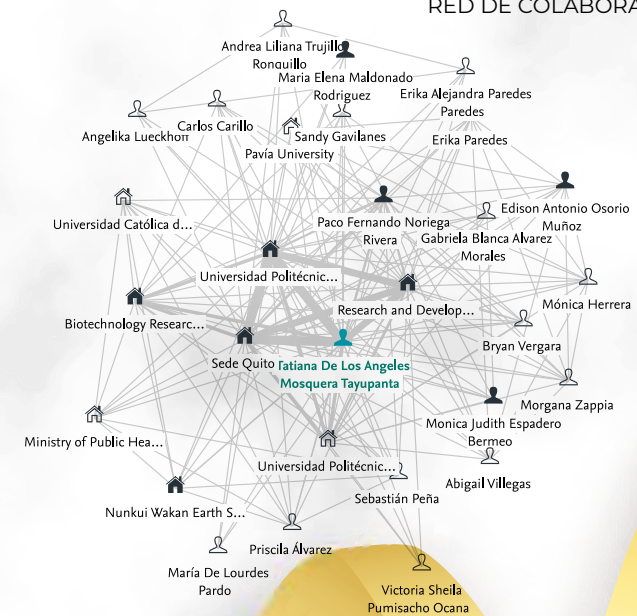 RED DE COLABORA
Andrea Liliana Trujillo
Ronquillo
Maria Elena Maldonado
Rodriguez
Erika Alejandra Paredes
Paredes
Angelika Lueckhoff
Carlos Carillo
Sandy Gavilanes
Pavía University
Erika Paredes
Universidad Católica d...
Paco Fernando Noriega
Rivera
Edison Antonio Osorio
Muñoz
Gabriela Blanca Alvarez
Morales
Universidad Politécnic...
Mónica Herrera
Research and Develop...
Biotechnology Researc...
Bryan Vergara
Sede Quito
Tatiana De Los Angeles
Mosquera Tayupanta
Morgana Zappia
Monica Judith Espadero
Bermeo
Ministry of Public Hea...
Universidad Politécnic...
Abigail Villegas
Sebastián Peña
Nunkui Wakan Earth S...
Priscila Álvarez
María De Lourdes
Pardo
Victoria Sheila
Pumisacho Ocana